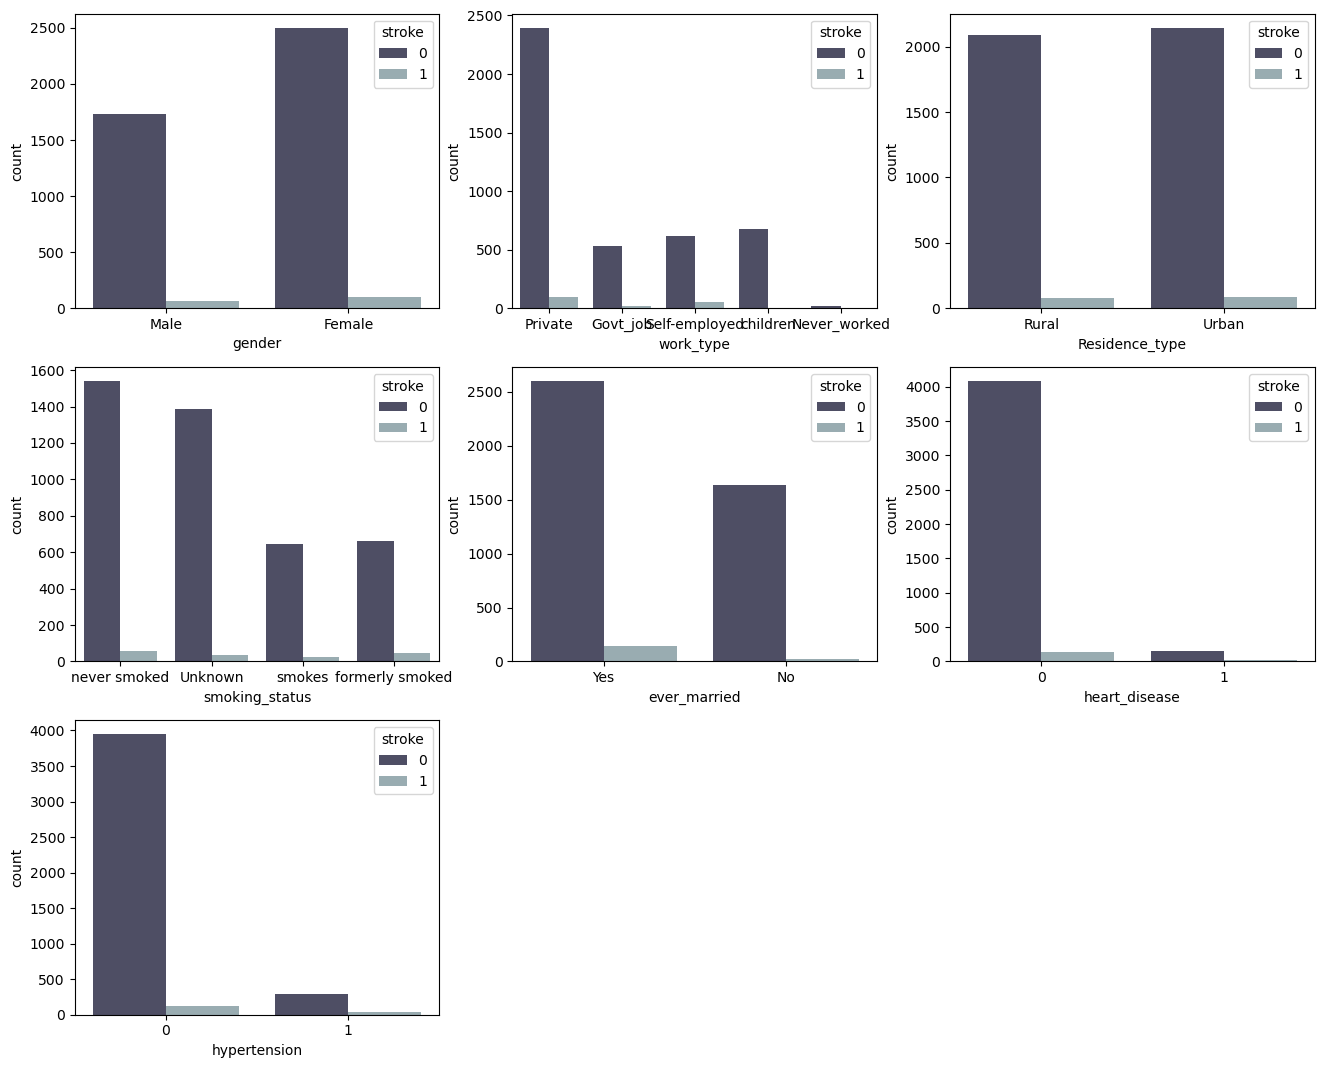 2500
2000
1500
1000
500
0
count
Male
Female
gender
stroke
0
1
2500
2000
1500
1000
500
0
count
Private
Govt_job
Self-employed
children
Never_worked
work_type
stroke
0
1
2000
1500
1000
500
0
count
Rural
Urban
Residence_type
stroke
0
1
1600
1400
1200
1000
800
600
400
200
0
count
never smoked
Unknown
smokes
formerly smoked
smoking_status
stroke
0
1
2500
2000
1500
1000
500
0
count
Yes
No
ever_married
stroke
0
1
4000
3500
3000
2500
2000
1500
1000
500
0
count
0
1
heart_disease
stroke
0
1
4000
3500
3000
2500
2000
1500
1000
500
0
count
0
1
hypertension
stroke
0
1